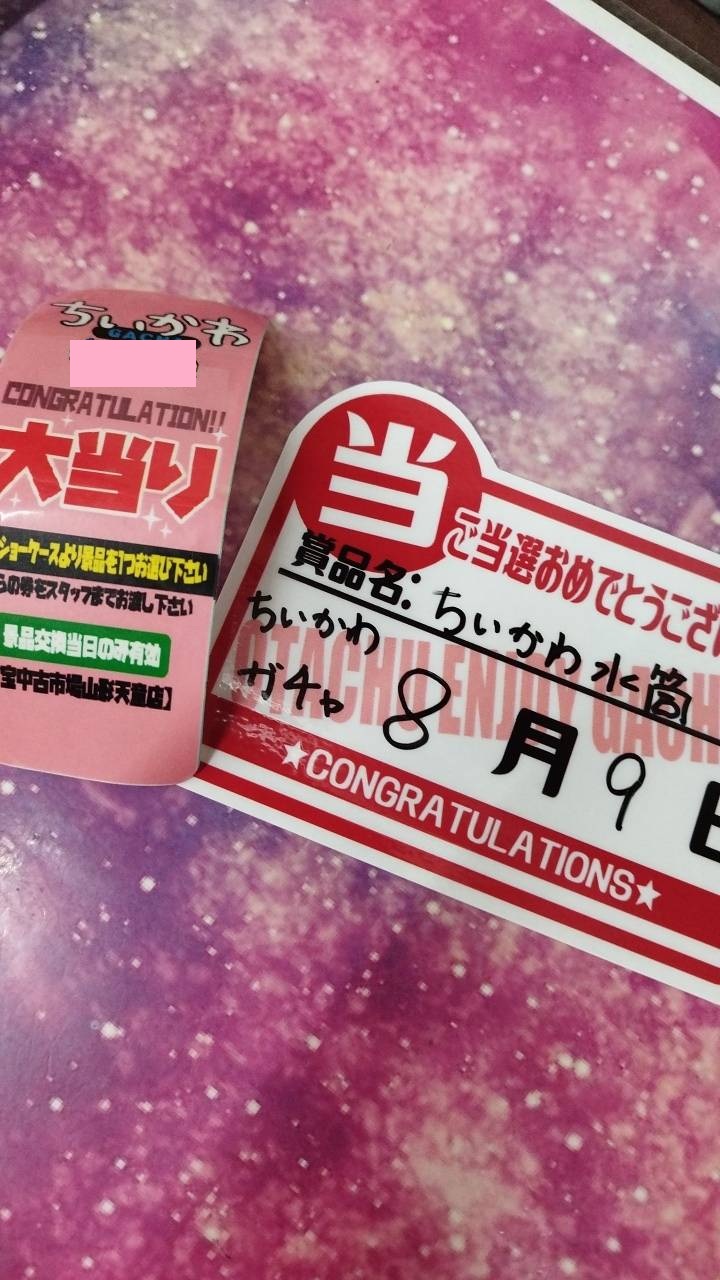 ちいかわ
CONGRATULATION!!
大当り
ショーケースより景品を1つお選び下さい
らの券をスタッフまでお渡し下さい
景品交換当日のみ有効
宝中古市場山形天童店】
当
ご当選おめでとうござい
賞品名: ちいかわ水筒
ちいかわ
ガチャ
OTACHU ENJOY GACH
8月9日
★CONGRATULATIONS★